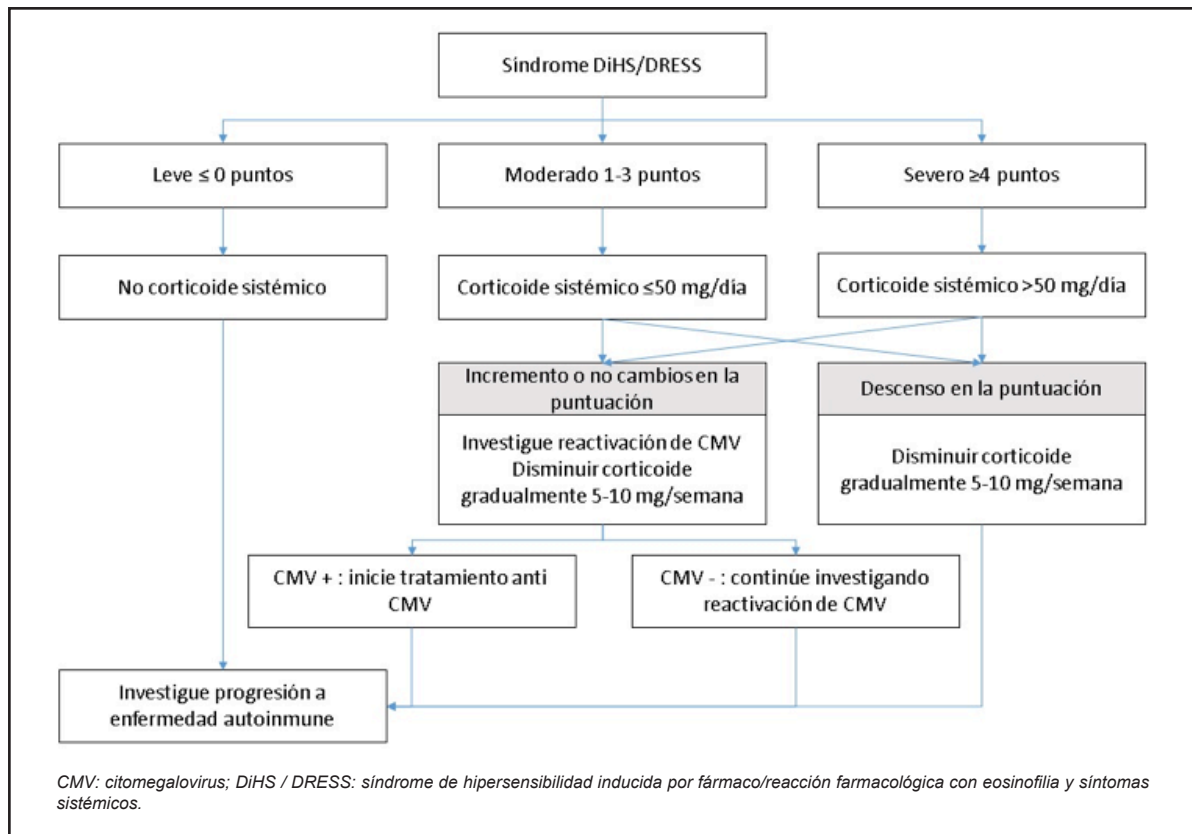 Síndrome DiHS/DRESS
Leve ≤ 0 puntos
Moderado 1-3 puntos
Severo ≥4 puntos
No corticoide sistémico
Corticoide sistémico ≤50 mg/día
Corticoide sistémico >50 mg/día
Incremento o no cambios en la
puntuación
Investigue reactivación de CMV
Disminuir corticoide
gradualmente 5-10 mg/semana
Descenso en la puntuación
Disminuir corticoide
gradualmente 5-10 mg/semana
CMV + : inicie tratamiento anti
CMV
CMV - : continúe investigando
reactivación de CMV
Investigue progresión a
enfermedad autoinmune
CMV: citomegalovirus; DiHS / DRESS: síndrome de hipersensibilidad inducida por fármaco/reacción farmacológica con eosinofilia y síntomas
sistémicos.